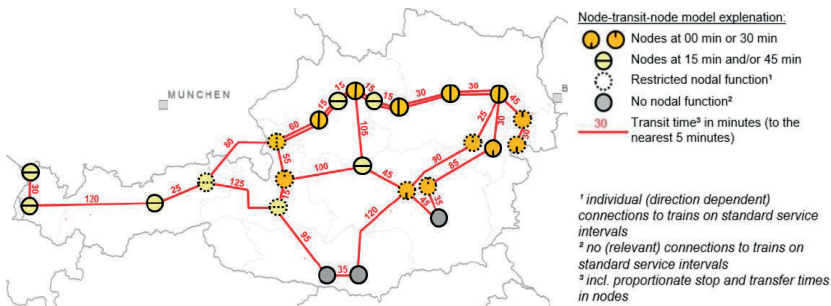 Node-transit-node model explenation:
Nodes at 00 min or 30 min
Nodes at 15 min and/or 45 min
Restricted nodal function¹
No nodal function²
30 Transit time³ in minutes (to the
nearest 5 minutes)
MUNCHEN
B
15
15
15
15
30
30
45
60
25
30
30
105
80
55
100
90
85
45
30
120
25
125
15
120
45
35
95
35
¹ individual (direction dependent)
connections to trains on standard service
intervals
² no (relevant) connections to trains on
standard service intervals
³ incl. proportionate stop and transfer times
in nodes